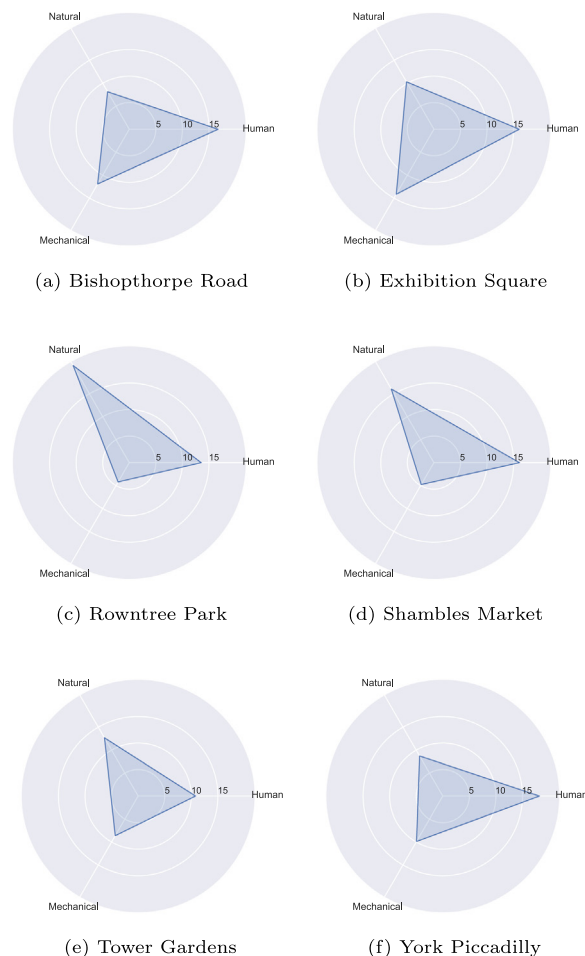 Natural Natural
5 10 15 Human 5 10 15 Human
Mechanical Mechanical
(a) Bishopthorpe Road (b) Exhibition Square
Natural Natural
5 10 15 Human 5 10 15 Human
Mechanical Mechanical
(c) Rowntree Park (d) Shambles Market
Natural Natural
5 10 15 Human 5 10 15 Human
Mechanical Mechanical
(e) Tower Gardens (f) York Piccadilly